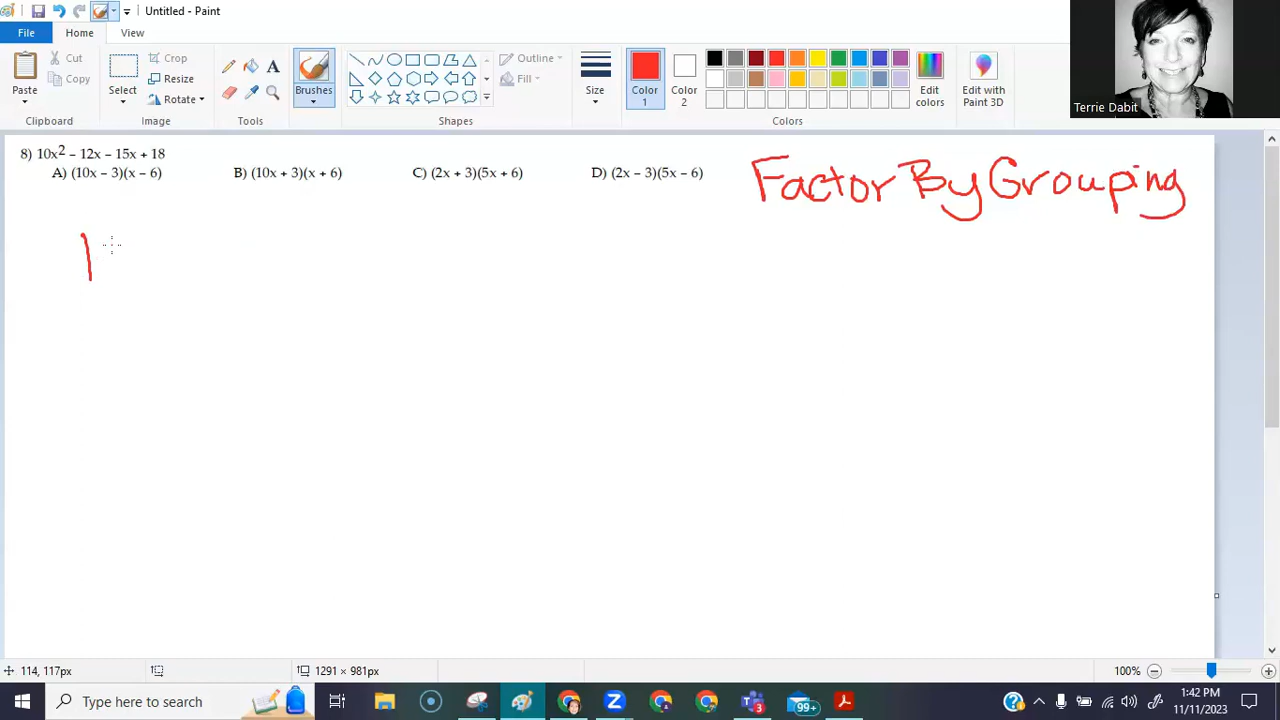 Untitled - Paint
File Home View
Paste
Cut
Copy
Clipboard
Select
Crop
Resize
Rotate
Image
A
Tools
Brushes
Outline
Fill
Shapes
Size
Color 1
Color 2
Edit colors
Edit with Paint 3D
Colors
Terrie Dabit
8) 10x² - 12x - 15x + 18
A) (10x - 3)(x - 6) B) (10x + 3)(x + 6) C) (2x + 3)(5x + 6) D) (2x - 3)(5x - 6)
Factor By Grouping
1
114, 117px 1291 × 981px 100%
Type here to search
3
99+
1:42 PM
11/11/2023